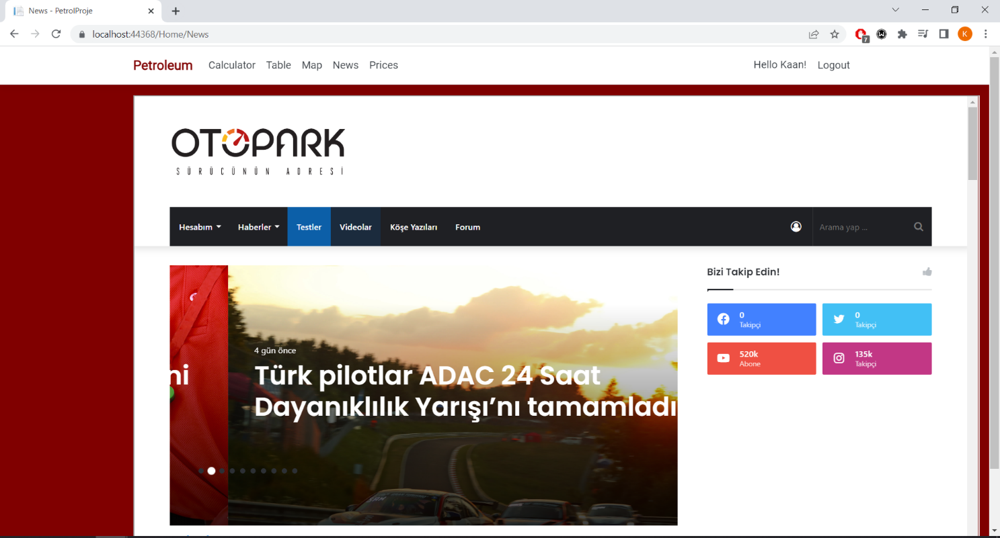 News - PetrolProje
localhost:44368/Home/News
7
K
Petroleum Calculator Table Map News Prices Hello Kaan! Logout
OTOPARK
SÜRÜCÜNÜN ADRESİ
Hesabım Haberler Testler Videolar Köşe Yazıları Forum Arama yap ...
Bizi Takip Edin!
0
Takipçi
0
Takipçi
520k
Abone
135k
Takipçi
4 gün önce
ni
Türk pilotlar ADAC 24 Saat
Dayanıklılık Yarışı’nı tamamladı